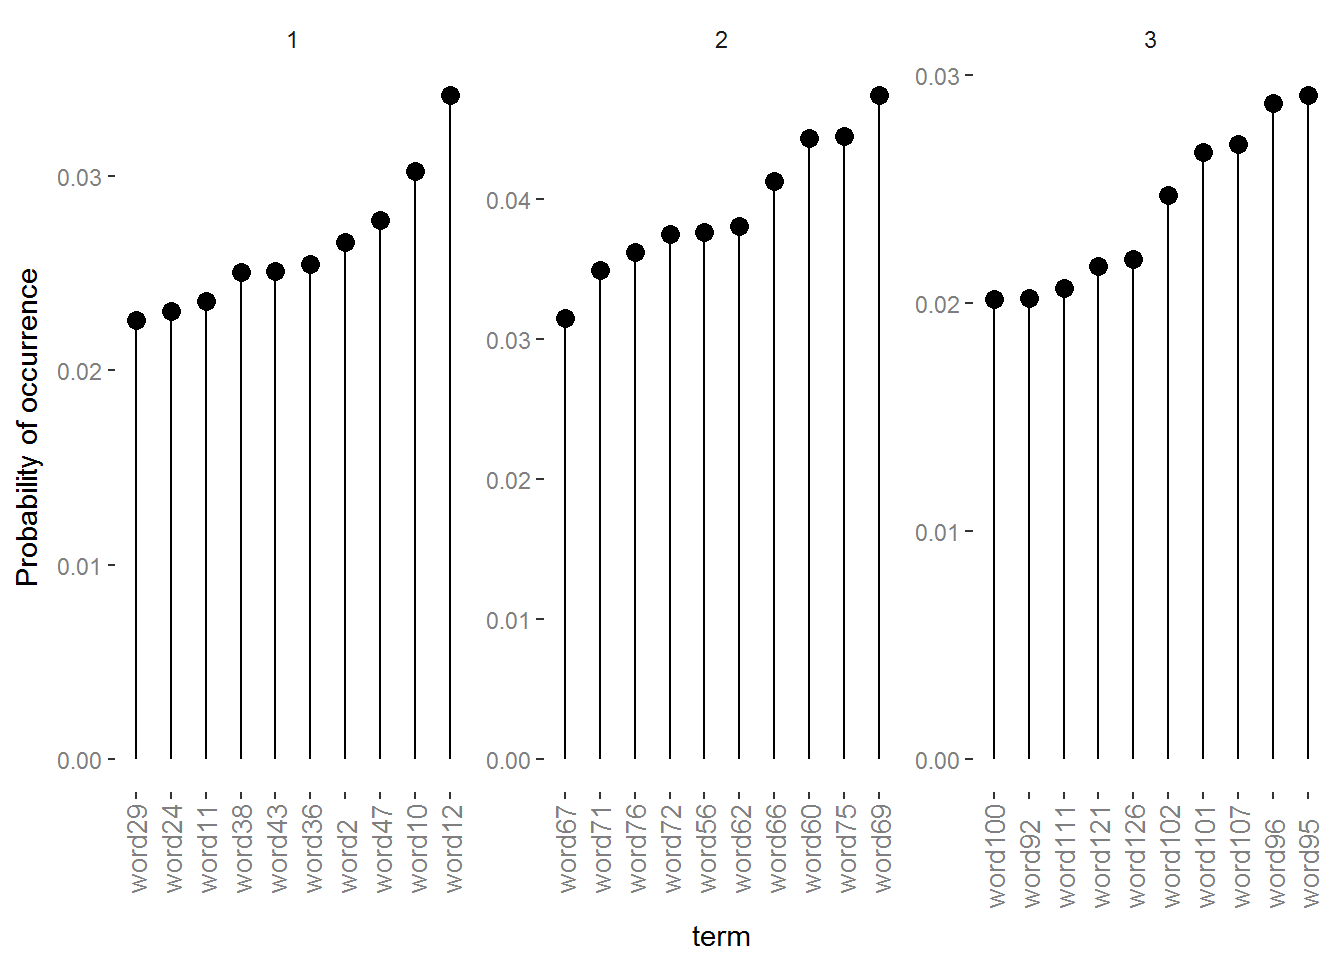 1
2
3
Probability of occurrence
0.03
0.02
0.01
0.00
0.04
0.03
0.02
0.01
0.00
0.03
0.02
0.01
0.00
word29
word24
word11
word38
word43
word36
word2
word47
word10
word12
word67
word71
word76
word72
word56
word62
word66
word60
word75
word69
word100
word92
word111
word121
word126
word102
word101
word107
word96
word95
term